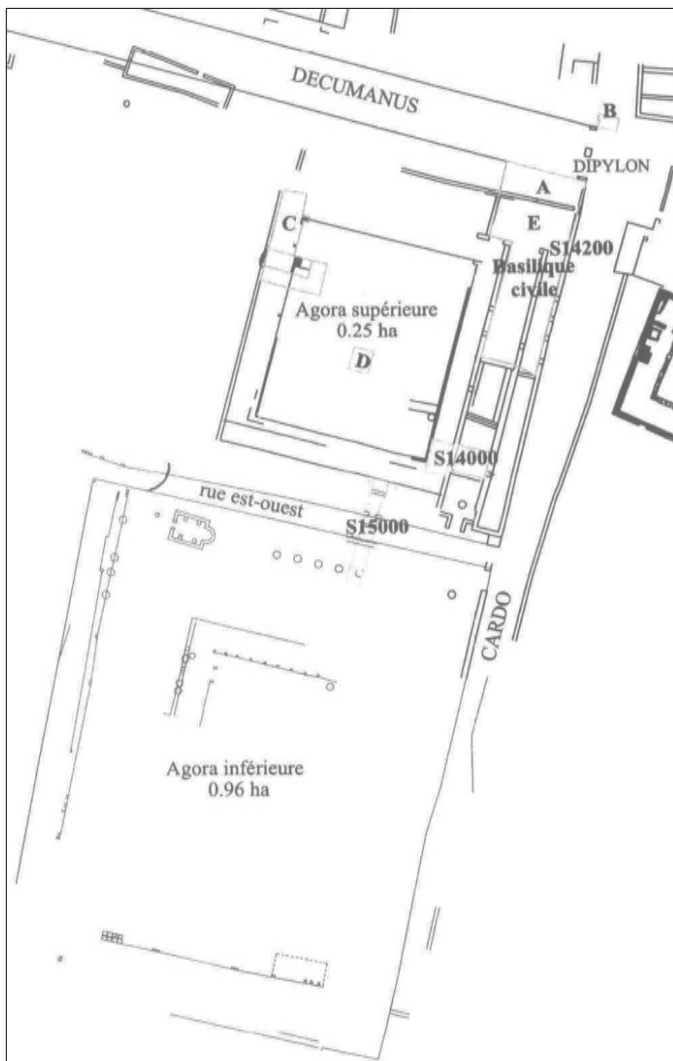 DECUMANUS
B
DIPYLON
A
C
E
S14200
Basilique
civile
Agora supérieure
0.25 ha
D
S14000
rue est-ouest
S15000
CARDO
Agora inférieure
0.96 ha